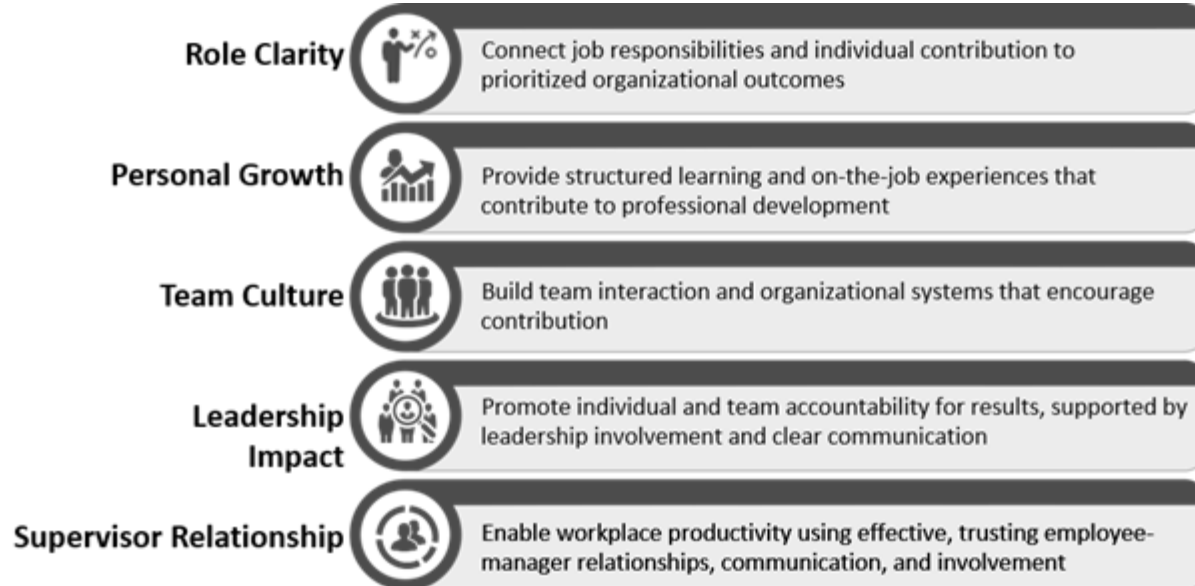 Role Clarity
Connect job responsibilities and individual contribution to
prioritized organizational outcomes
Personal Growth
Provide structured learning and on-the-job experiences that
contribute to professional development
Team Culture
Build team interaction and organizational systems that encourage
contribution
Leadership
Impact
Promote individual and team accountability for results, supported by
leadership involvement and clear communication
Supervisor Relationship
Enable workplace productivity using effective, trusting employee-
manager relationships, communication, and involvement